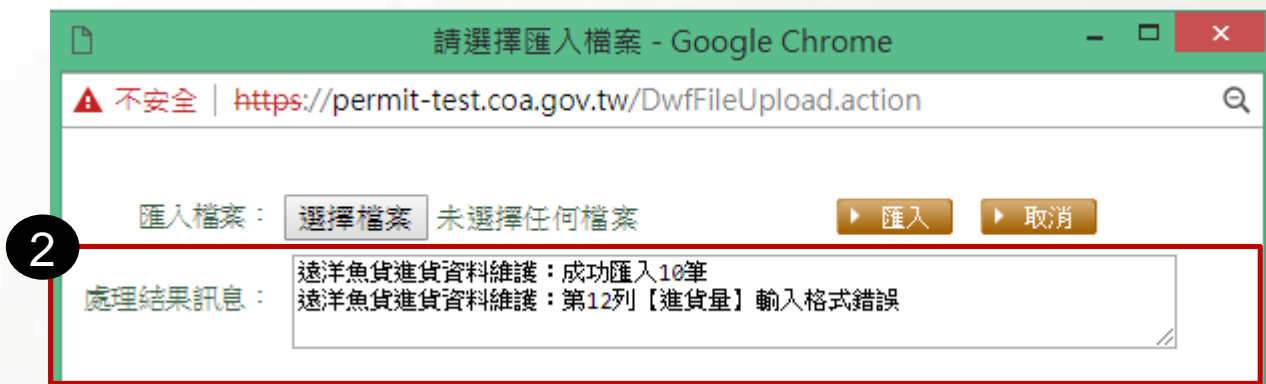 請選擇匯入檔案 - Google Chrome
不安全 | https://permit-test.coa.gov.tw/DwfFileUpload.action
匯入檔案： 選擇檔案 未選擇任何檔案 匯入 取消
2
處理結果訊息：
遠洋魚貨進貨資料維護：成功匯入10筆
遠洋魚貨進貨資料維護：第12列【進貨量】輸入格式錯誤